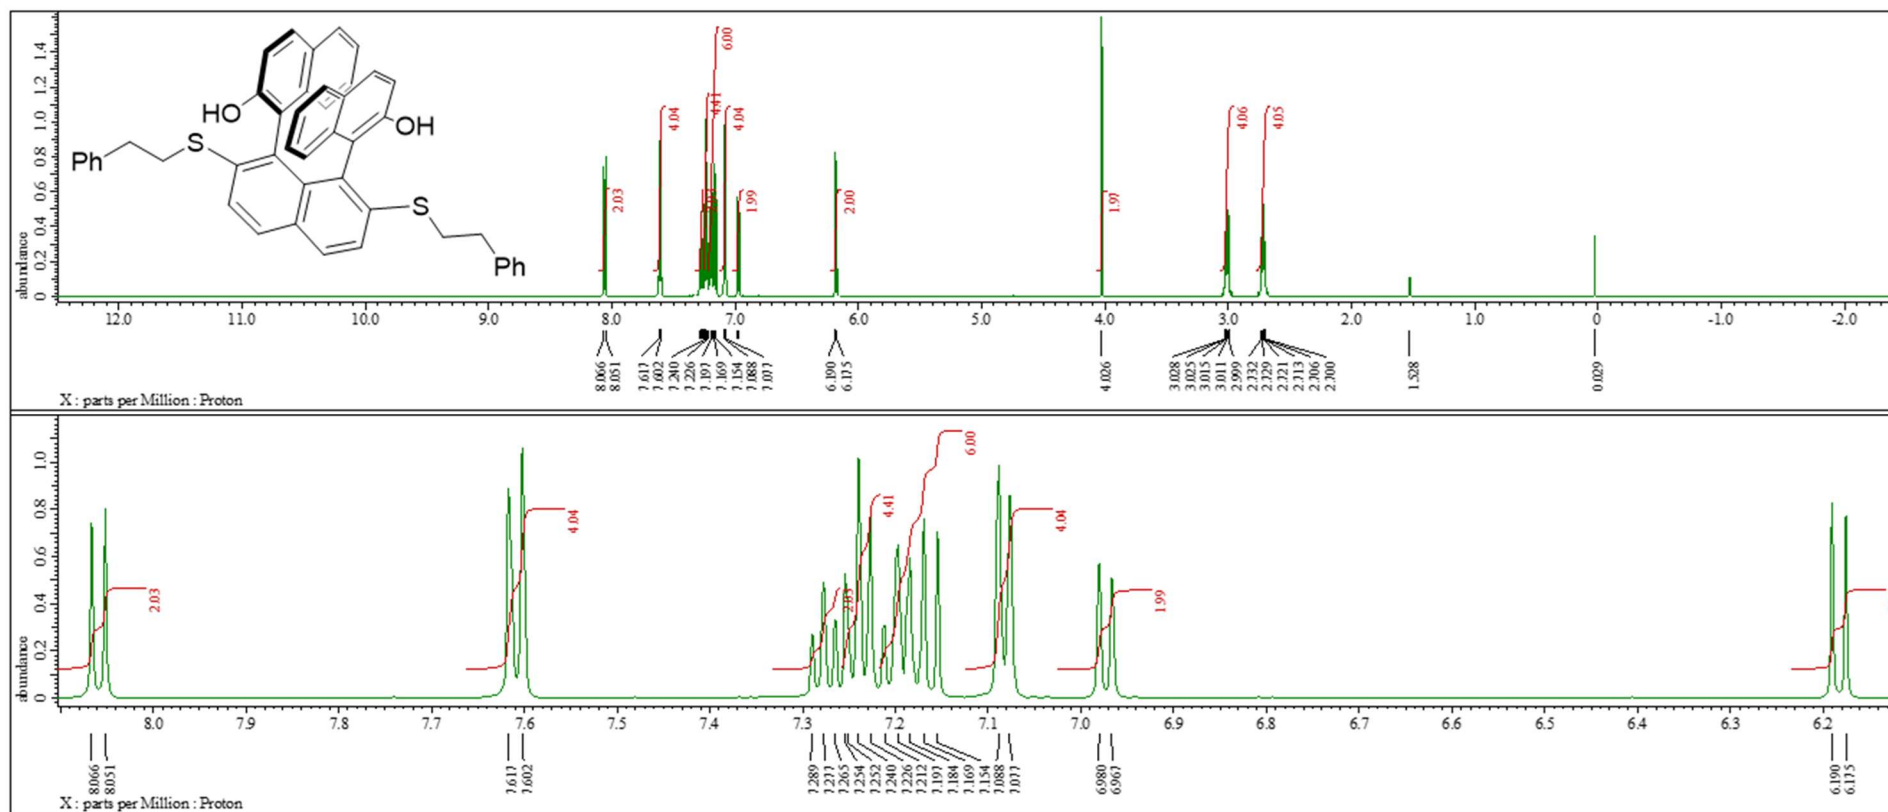 HO
OH
S
Ph
S
Ph
6.00
4.04
4.41
4.04
1.99
2.03
2.00
1.97
4.06
4.05
abundance
0 0.2 0.4 0.6 0.8 1.0 1.2 1.4
12.0 11.0 10.0 9.0 8.0 7.0 6.0 5.0 4.0 3.0 2.0 1.0 0 -1.0 -2.0
8.066 8.051 7.617 7.602 7.240 7.226 7.197 7.169 7.154 7.088 7.077 6.190 6.175 4.026 3.028 3.025 3.015 3.011 2.999 2.732 2.729 2.721 2.713 2.706 2.700 1.528 0.029
X : parts per Million : Proton
2.03
4.04
4.41
6.00
4.04
1.99
abundance
0 0.2 0.4 0.6 0.8 1.0
8.0 7.9 7.8 7.7 7.6 7.5 7.4 7.3 7.2 7.1 7.0 6.9 6.8 6.7 6.6 6.5 6.4 6.3 6.2
8.066 8.051 7.617 7.602 7.289 7.277 7.265 7.254 7.252 7.240 7.226 7.212 7.197 7.184 7.169 7.154 7.088 7.077 6.980 6.967 6.190 6.175
X : parts per Million : Proton